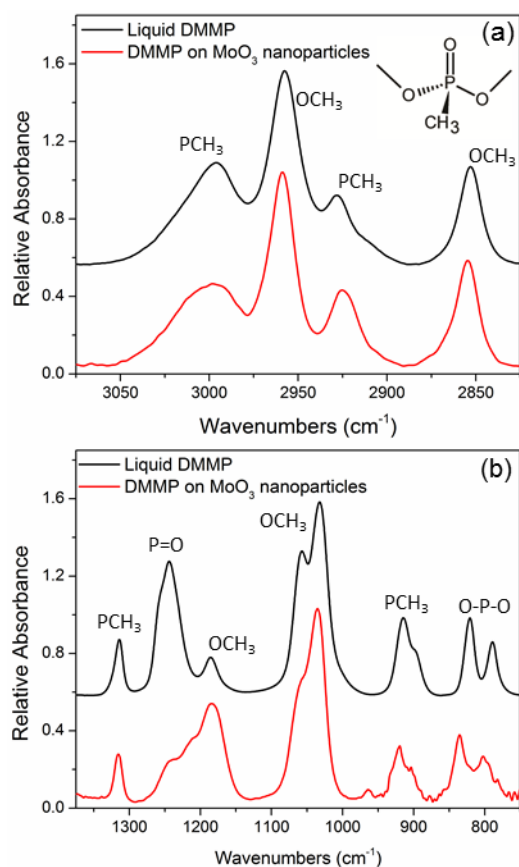 Liquid DMMP
DMMP on MoO₃ nanoparticles
(a)
O
P
O
O
CH3
PCH₃
OCH₃
PCH₃
OCH₃
Relative Absorbance
1.6
1.2
0.8
0.4
0.0
3050 3000 2950 2900 2850
Wavenumbers (cm⁻¹)
Liquid DMMP
DMMP on MoO₃ nanoparticles
(b)
PCH₃
P=O
OCH₃
OCH₃
PCH₃
O-P-O
Relative Absorbance
1.6
1.2
0.8
0.4
0.0
1300 1200 1100 1000 900 800
Wavenumbers (cm⁻¹)